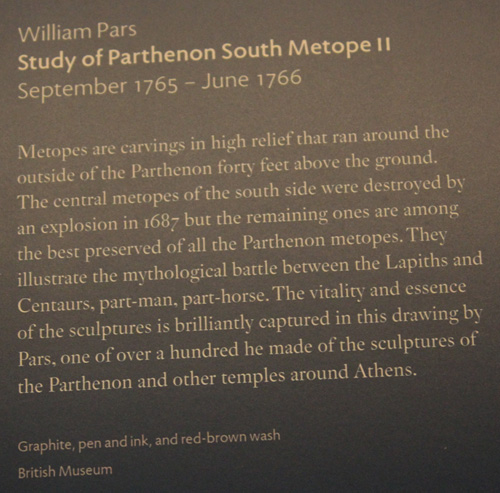 William Pars
Study of Parthenon South Metope II
September 1765 – June 1766
Metopes are carvings in high relief that ran around the
outside of the Parthenon forty feet above the ground.
The central metopes of the south side were destroyed by
an explosion in 1687 but the remaining ones are among
the best preserved of all the Parthenon metopes. They
illustrate the mythological battle between the Lapiths and
Centaurs, part-man, part-horse. The vitality and essence
of the sculptures is brilliantly captured in this drawing by
Pars, one of over a hundred he made of the sculptures of
the Parthenon and other temples around Athens.
Graphite, pen and ink, and red-brown wash
British Museum